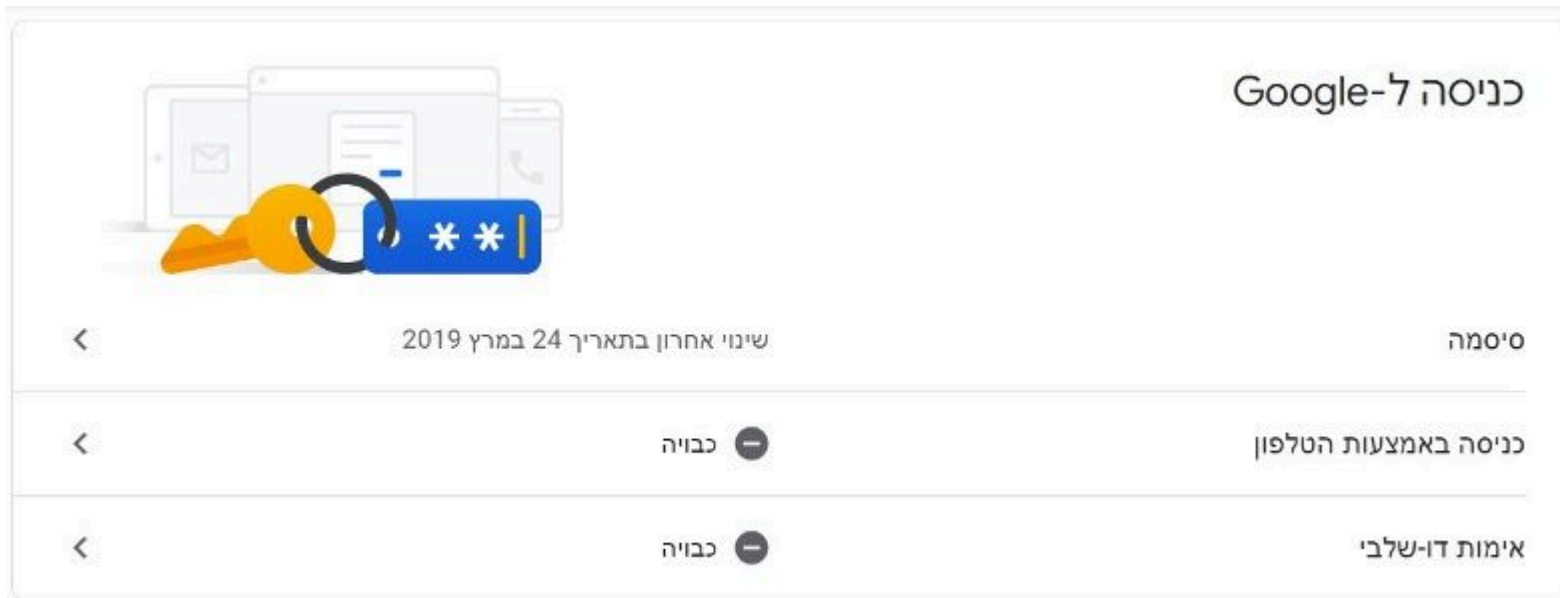 כניסה ל-Google
**
סיסמה שינוי אחרון בתאריך 24 במרץ 2019
כניסה באמצעות הטלפון כבויה
אימות דו-שלבי כבויה